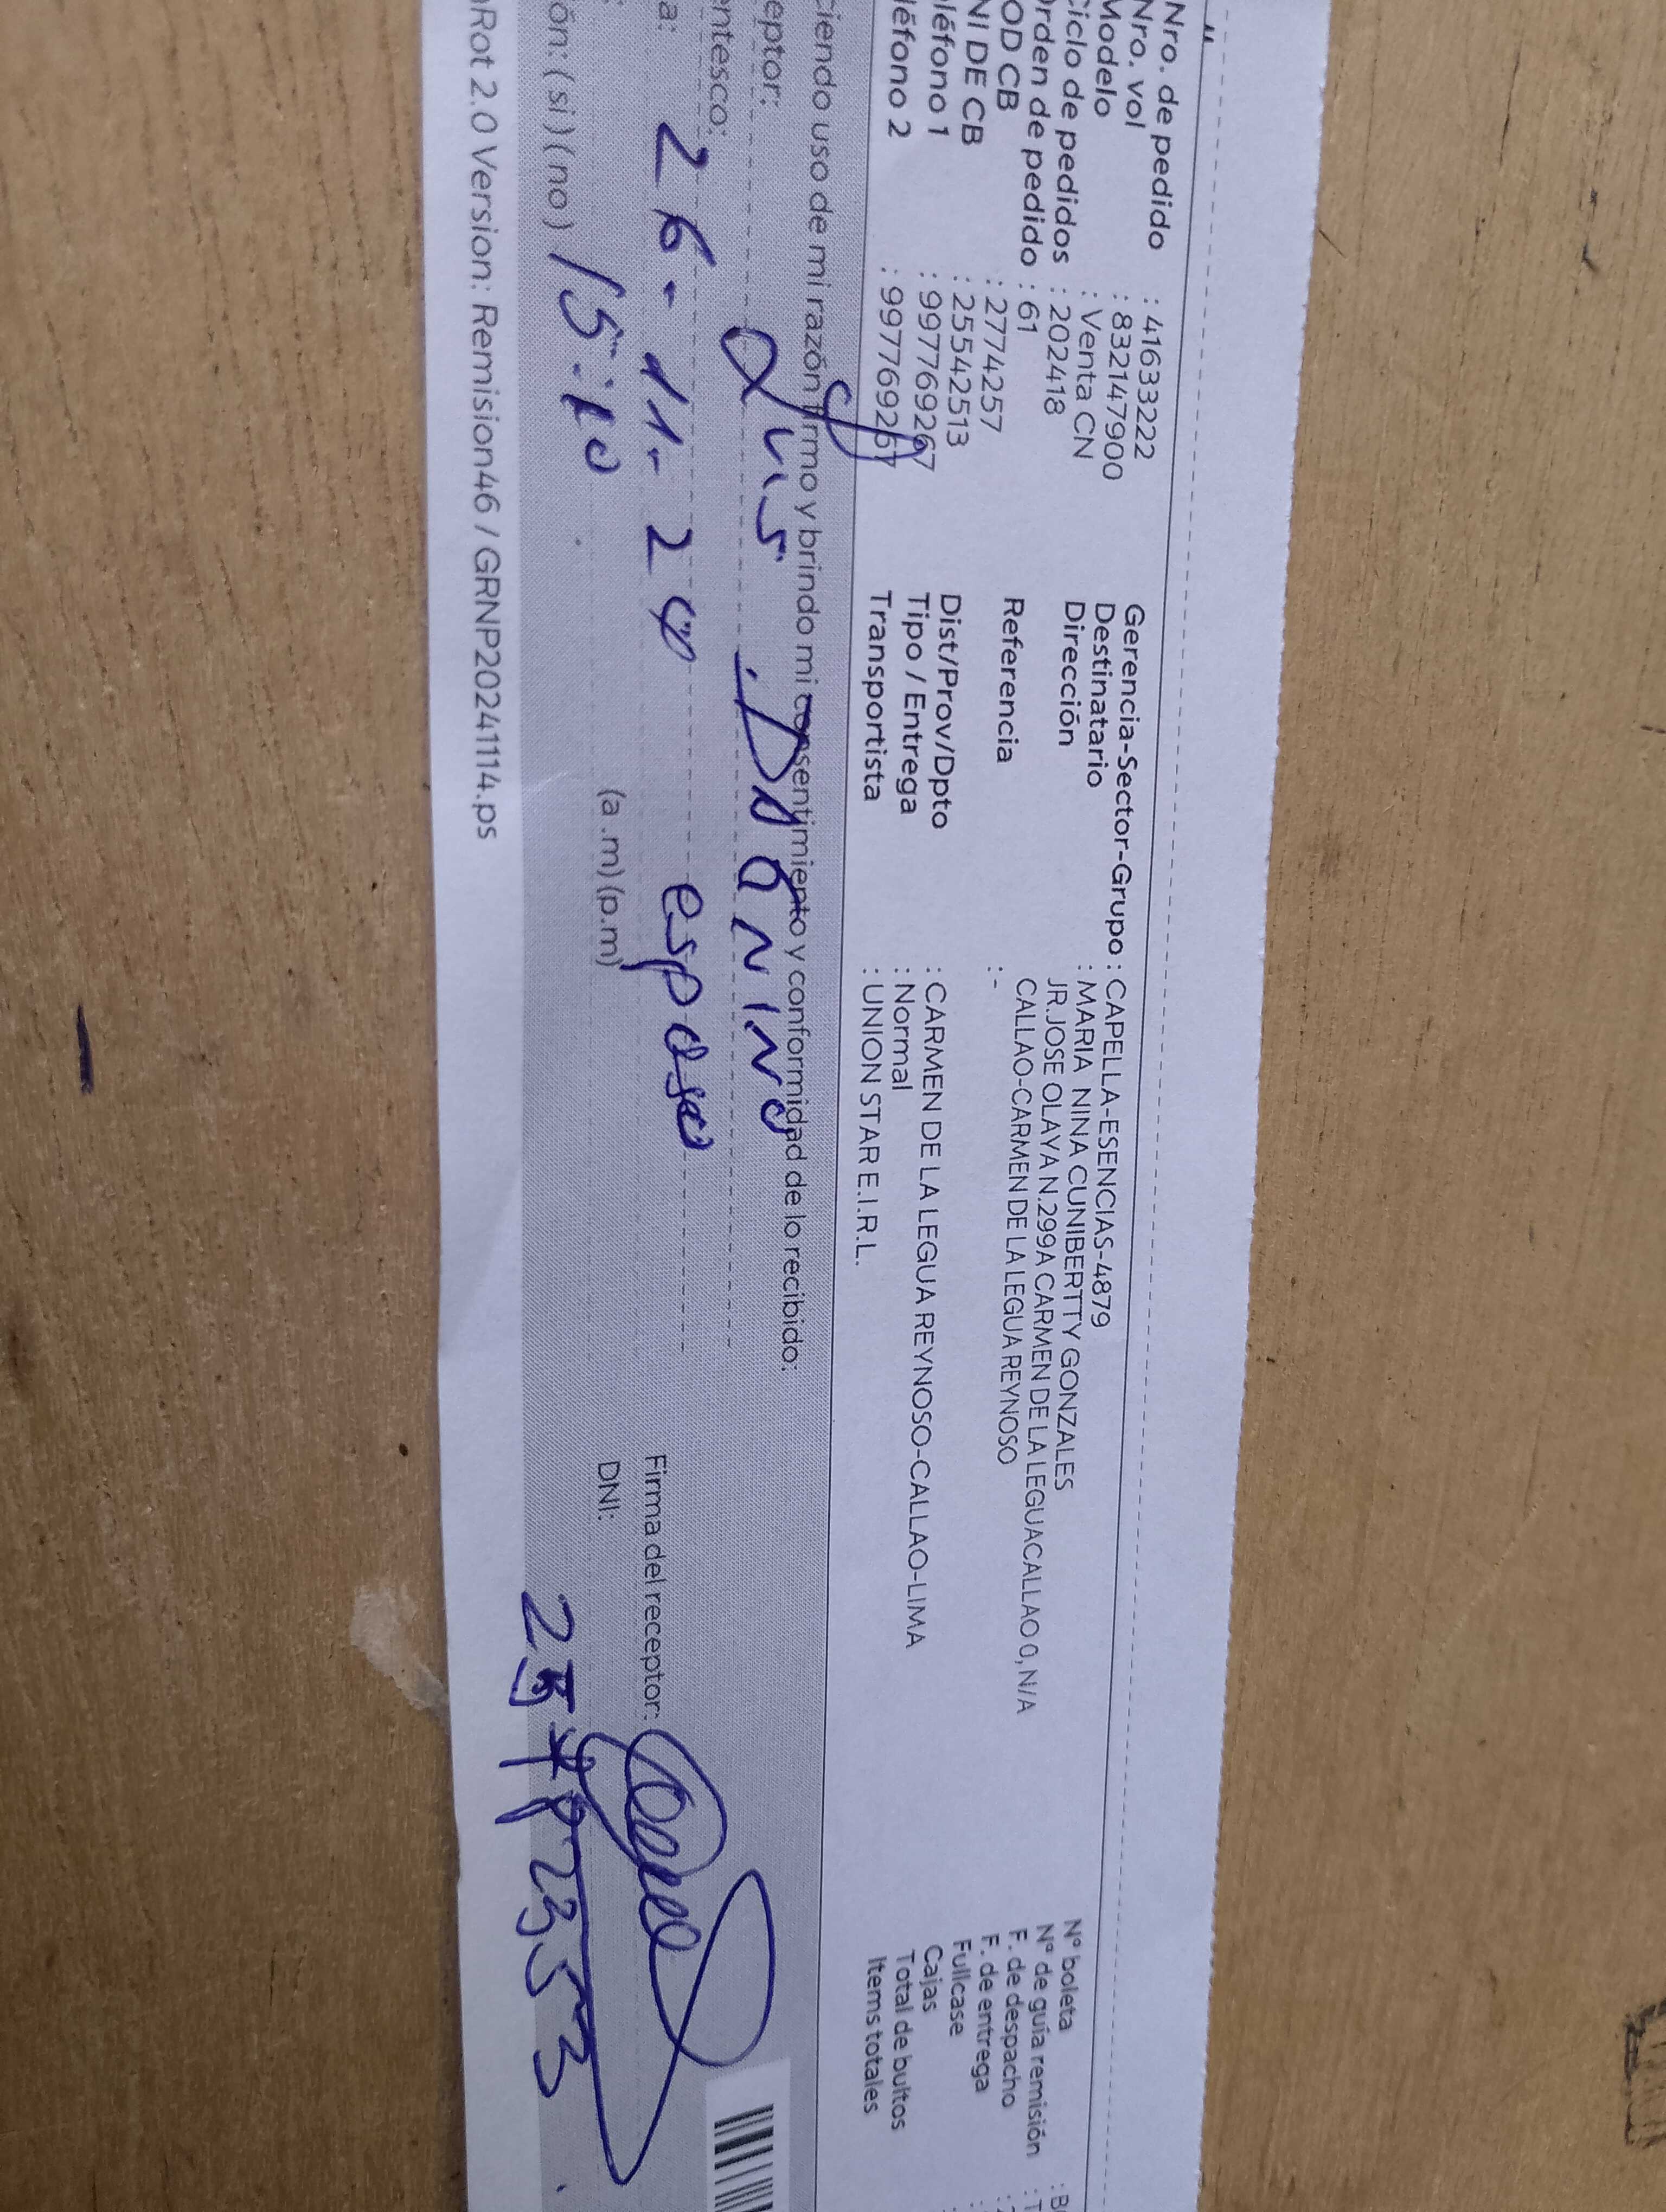 Nro. de pedido : 41633222
Nro. vol : 832147900
Modelo : Venta CN
Ciclo de pedidos : 202418
rden de pedido : 61
OD CB : 27742257
NI DE CB : 25542513
léfono 1 : 997769267
léfono 2 : 997769267
Gerencia-Sector-Grupo : CAPELLA-ESENCIAS-4879
Destinatario : MARIA NINA CUNIBERTTY GONZALES
Dirección JR.JOSE OLAYA N.299A CARMEN DE LA LEGUACALLAO 0, N/A
CALLAO-CARMEN DE LA LEGUA REYNOSO
Referencia : -
Dist/Prov/Dpto : CARMEN DE LA LEGUA REYNOSO-CALLAO-LIMA
Tipo / Entrega : Normal
Transportista : UNION STAR E.I.R.L.
N° boleta : B
N° de guía remisión : T
F. de despacho :
F. de entrega :
Fullcase
Cajas
Total de bultos
Items totales
ciendo uso de mi razón firmo y brindo mi consentimiento y conformidad de lo recibido:
eptor: Luis
entesco: esposo
a: 26-11-24
ón: (si) (no) 15:10 (a .m) (p.m)
Firma del receptor:
DNI:
Rot 2.0 Version: Remision46 / GRNP20241114.ps